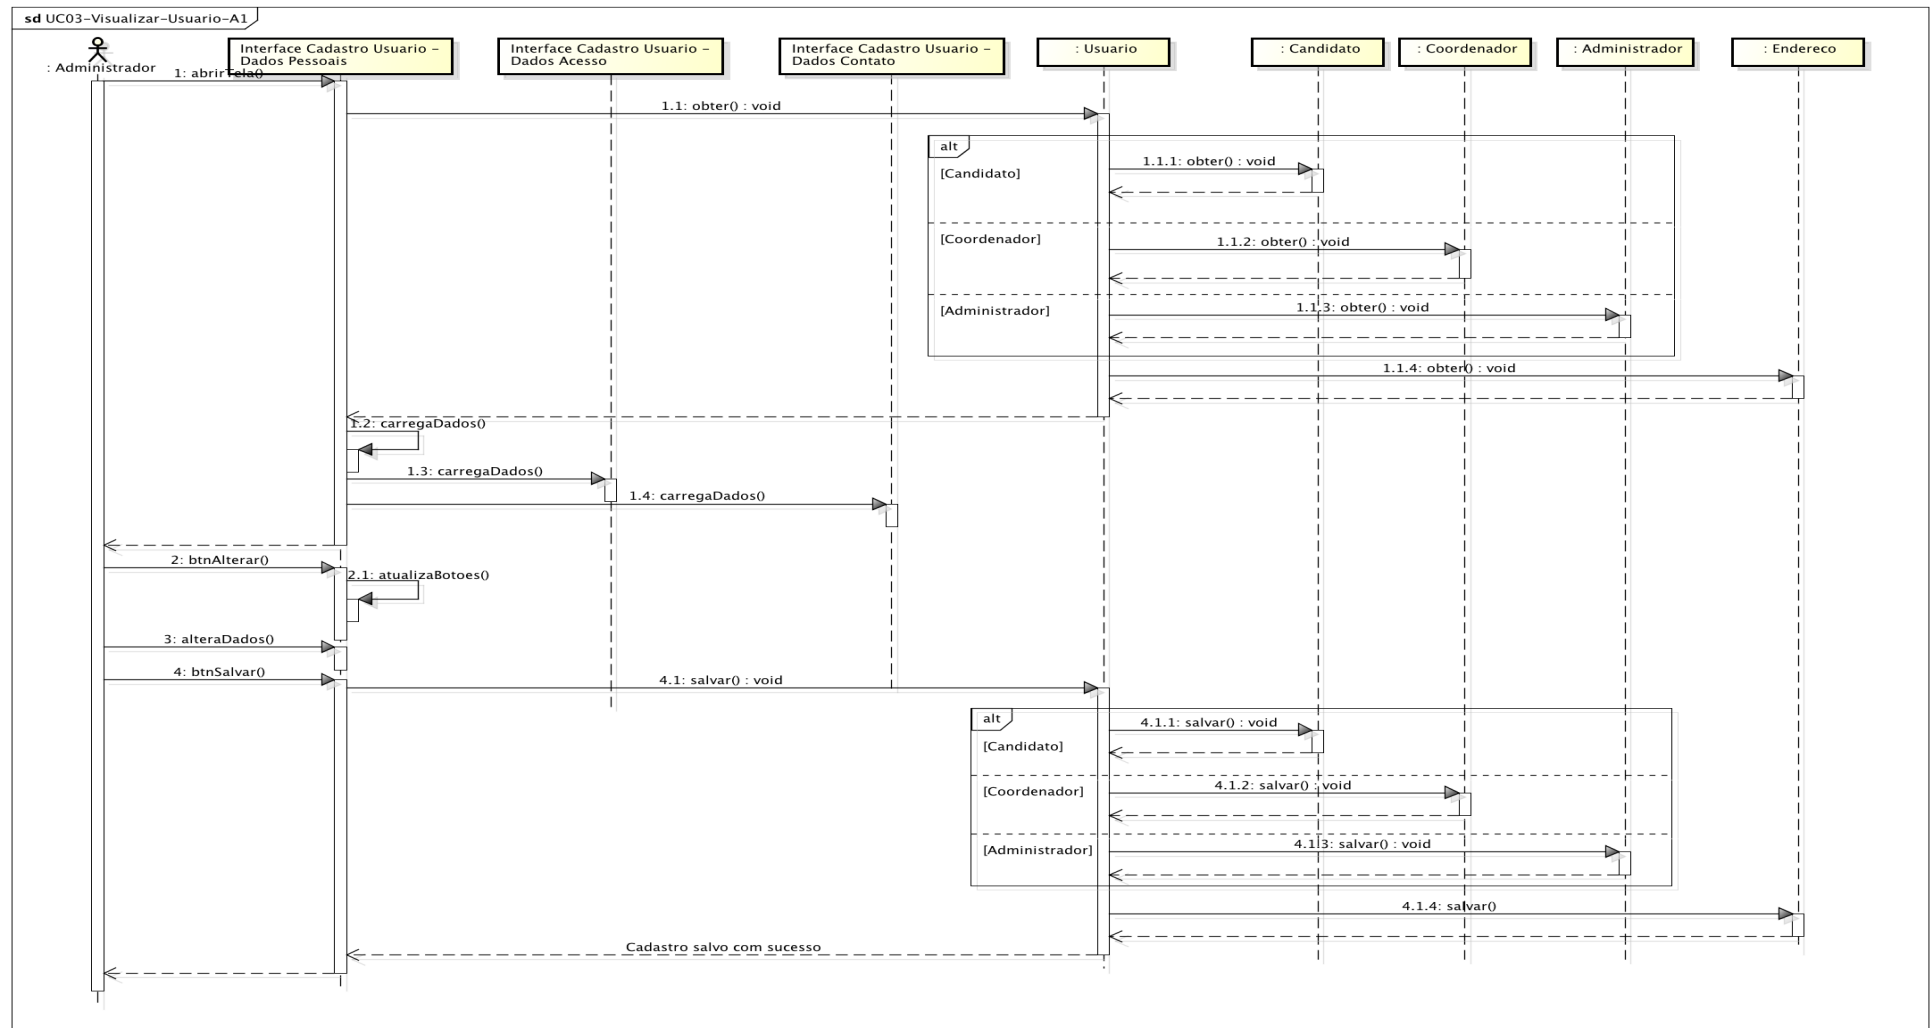 sd UC03-Visualizar-Usuario-A1
: Administrador
Interface Cadastro Usuario -
Dados Pessoais
Interface Cadastro Usuario -
Dados Acesso
Interface Cadastro Usuario -
Dados Contato
: Usuario
: Candidato
: Coordenador
: Administrador
: Endereco
1: abrirTela()
1.1: obter() : void
alt
[Candidato]
1.1.1: obter() : void
[Coordenador]
1.1.2: obter() : void
[Administrador]
1.1.3: obter() : void
1.1.4: obter() : void
1.2: carregaDados()
1.3: carregaDados()
1.4: carregaDados()
2: btnAlterar()
2.1: atualizaBotoes()
3: alteraDados()
4: btnSalvar()
4.1: salvar() : void
alt
[Candidato]
4.1.1: salvar() : void
[Coordenador]
4.1.2: salvar() : void
[Administrador]
4.1.3: salvar() : void
4.1.4: salvar()
Cadastro salvo com sucesso